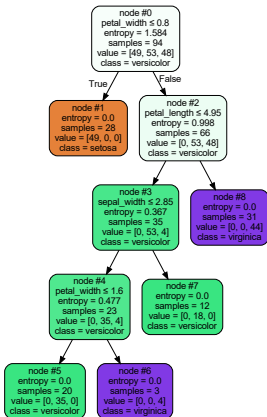 node #0
petal_width ≤ 0.8
entropy = 1.584
samples = 94
value = [49, 53, 48]
class = versicolor
True
False
node #1
entropy = 0.0
samples = 28
value = [49, 0, 0]
class = setosa
node #2
petal_length ≤ 4.95
entropy = 0.998
samples = 66
value = [0, 53, 48]
class = versicolor
node #3
sepal_width ≤ 2.85
entropy = 0.367
samples = 35
value = [0, 53, 4]
class = versicolor
node #8
entropy = 0.0
samples = 31
value = [0, 0, 44]
class = virginica
node #4
petal_width ≤ 1.6
entropy = 0.477
samples = 23
value = [0, 35, 4]
class = versicolor
node #7
entropy = 0.0
samples = 12
value = [0, 18, 0]
class = versicolor
node #5
entropy = 0.0
samples = 20
value = [0, 35, 0]
class = versicolor
node #6
entropy = 0.0
samples = 3
value = [0, 0, 4]
class = virginica